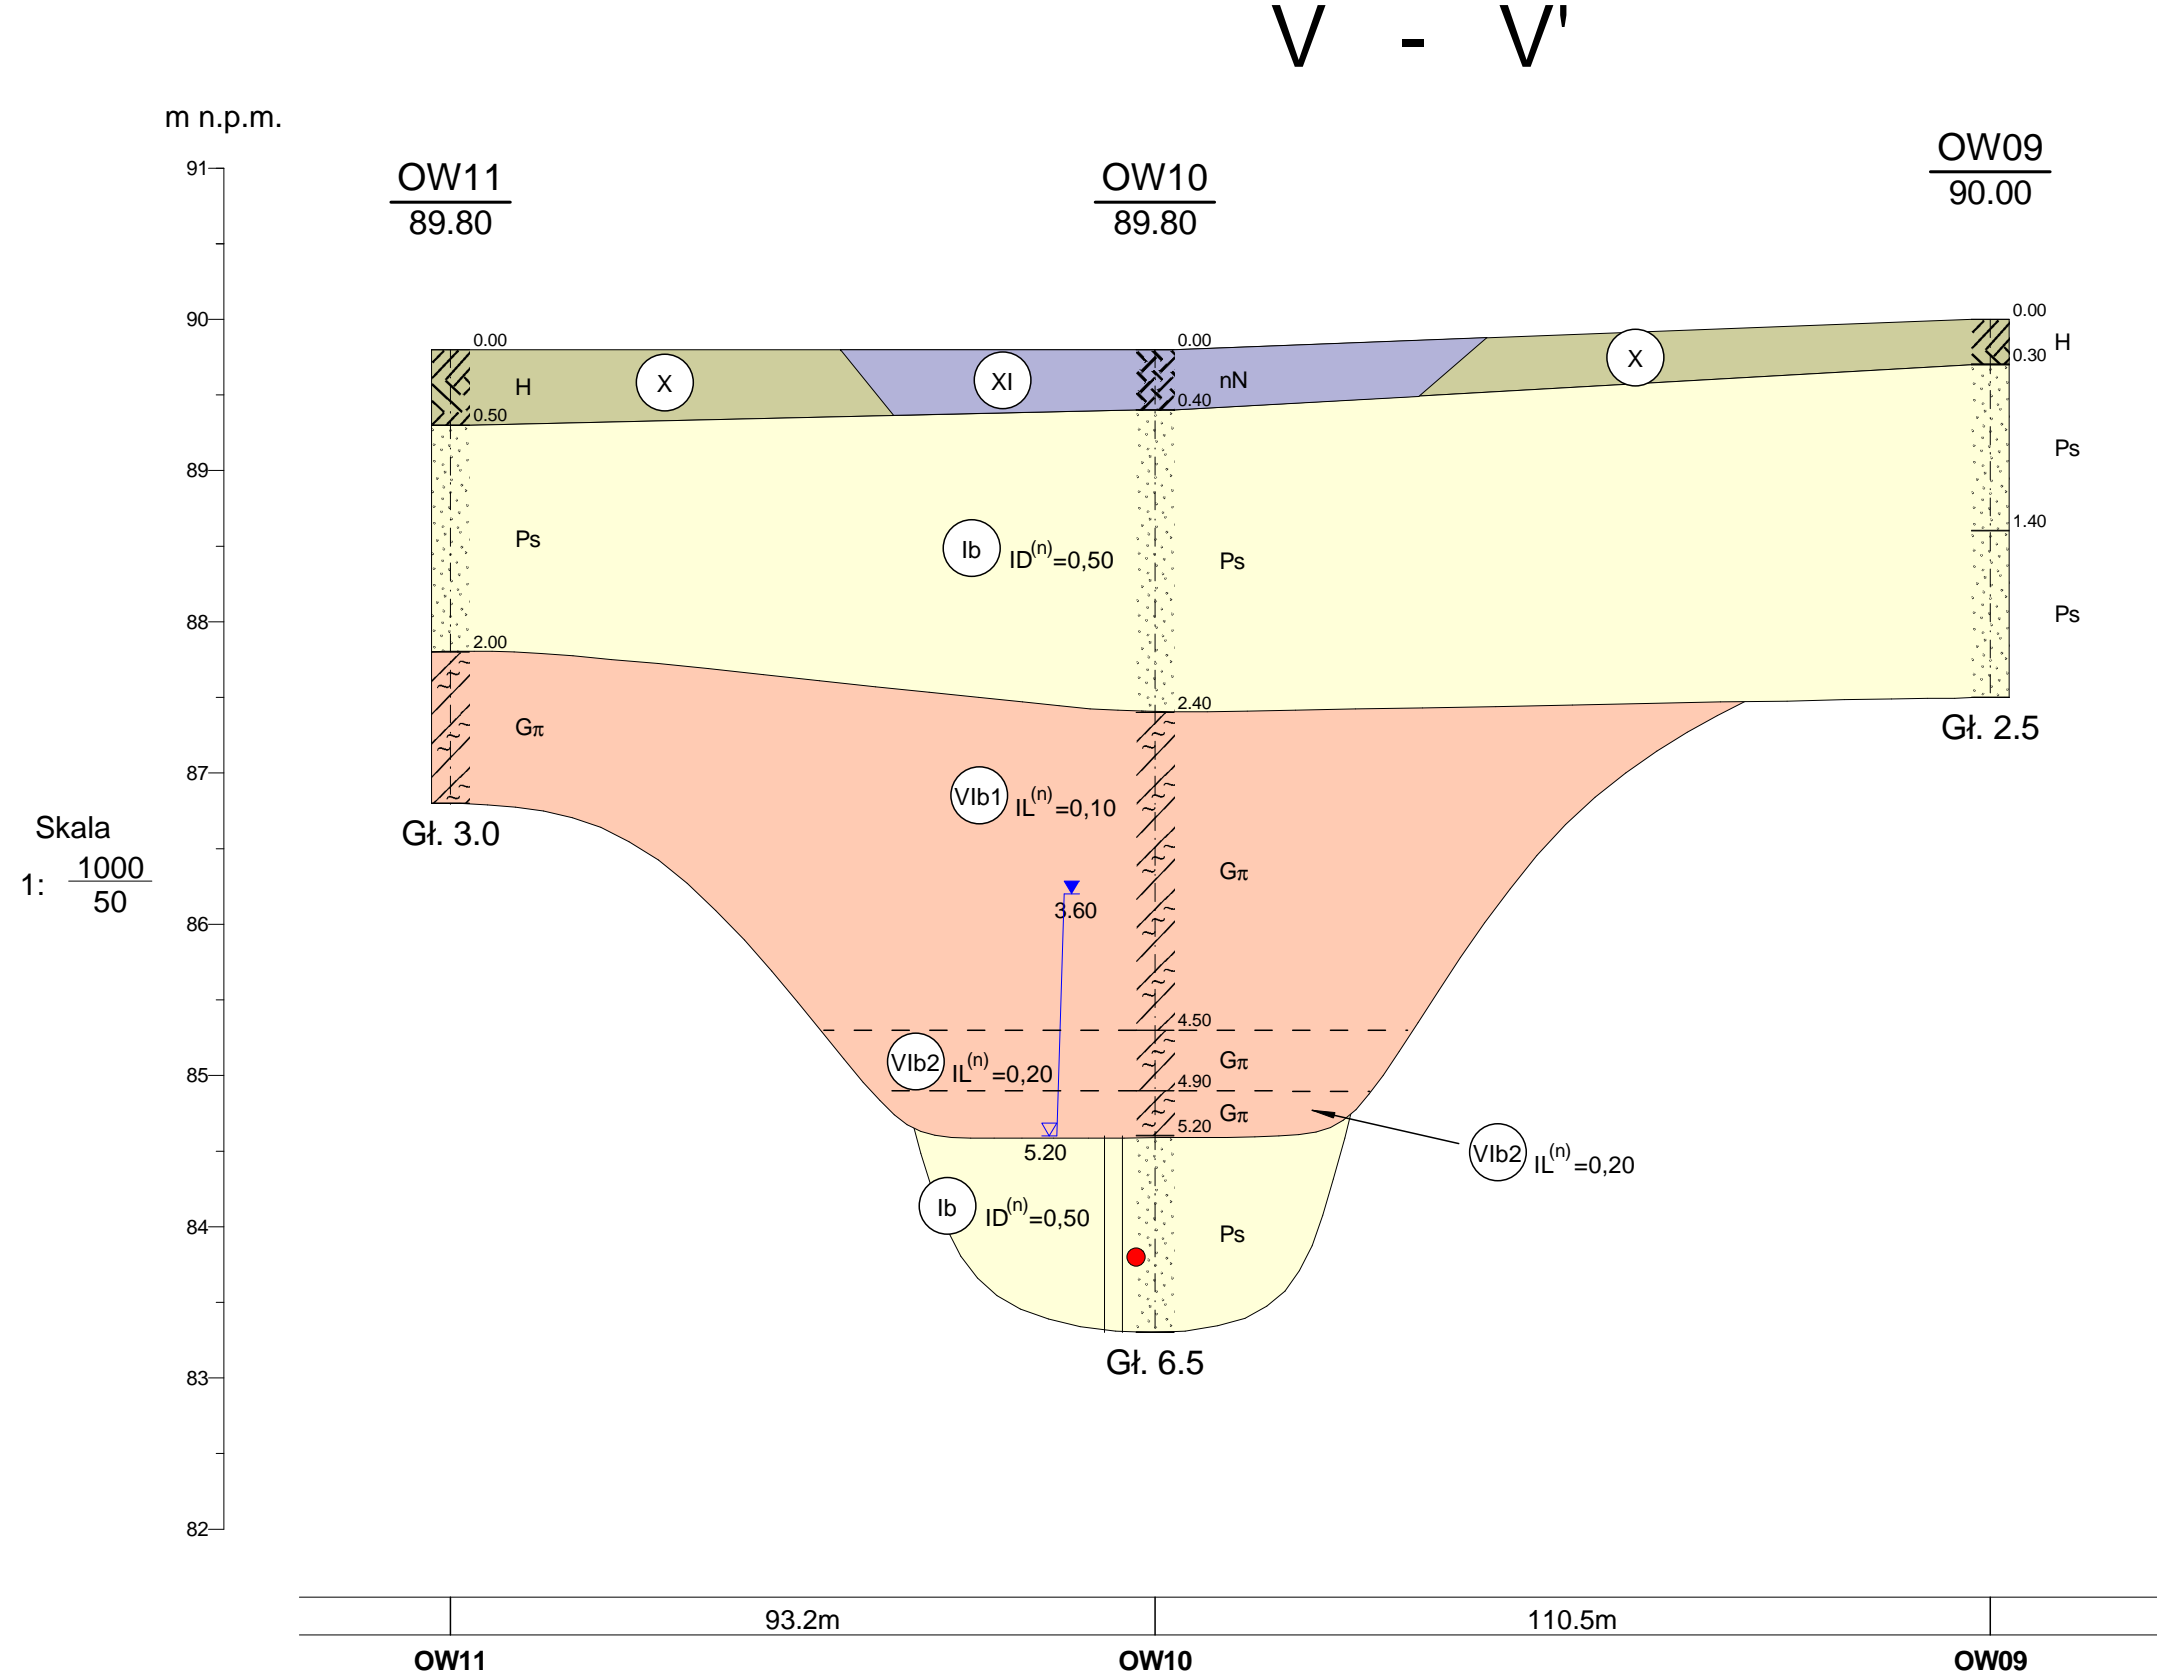 V - V'
m n.p.m.
OW11
89.80
OW10
89.80
OW09
90.00
91
90
89
88
87
86
85
84
83
82
Skala
1: 1000
50
0.00
H
0.50
Ps
2.00
Gπ
Gł. 3.0
X
XI
0.00
nN
0.40
Ib ID(n)=0,50
Ps
2.40
VIb1 IL(n)=0,10
Gπ
3.60
4.50
VIb2 IL(n)=0,20
Gπ
4.90
Gπ
5.20
5.20
VIb2 IL(n)=0,20
Ib ID(n)=0,50
Ps
Gł. 6.5
X
0.00
H
0.30
Ps
1.40
Ps
Gł. 2.5
93.2m
110.5m
OW11
OW10
OW09